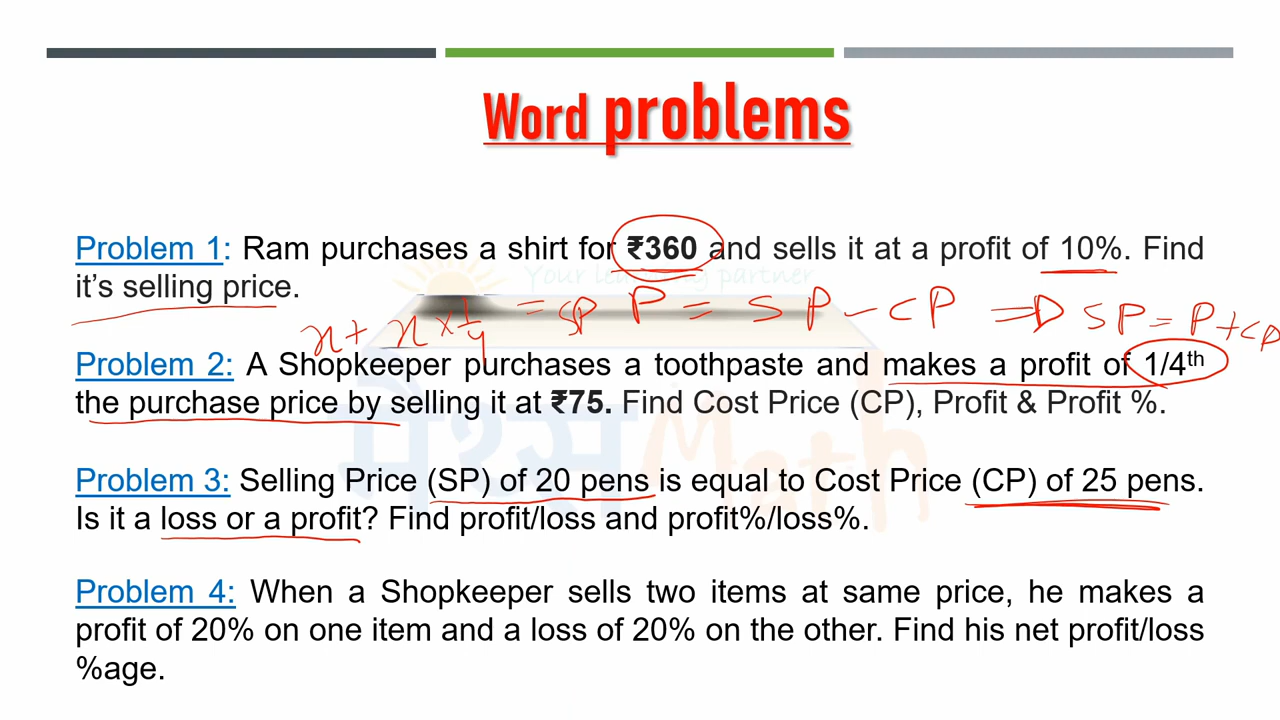 Word problems
Problem 1: Ram purchases a shirt for ₹360 and sells it at a profit of 10%. Find
Your learning partner
it's selling price.
x + x × 1/4 = SP P = SP - CP ⇒ SP = P + CP
Problem 2: A Shopkeeper purchases a toothpaste and makes a profit of 1/4th
the purchase price by selling it at ₹75. Find Cost Price (CP), Profit & Profit %.
Math
Problem 3: Selling Price (SP) of 20 pens is equal to Cost Price (CP) of 25 pens.
Is it a loss or a profit? Find profit/loss and profit%/loss%.
Problem 4: When a Shopkeeper sells two items at same price, he makes a
profit of 20% on one item and a loss of 20% on the other. Find his net profit/loss
%age.